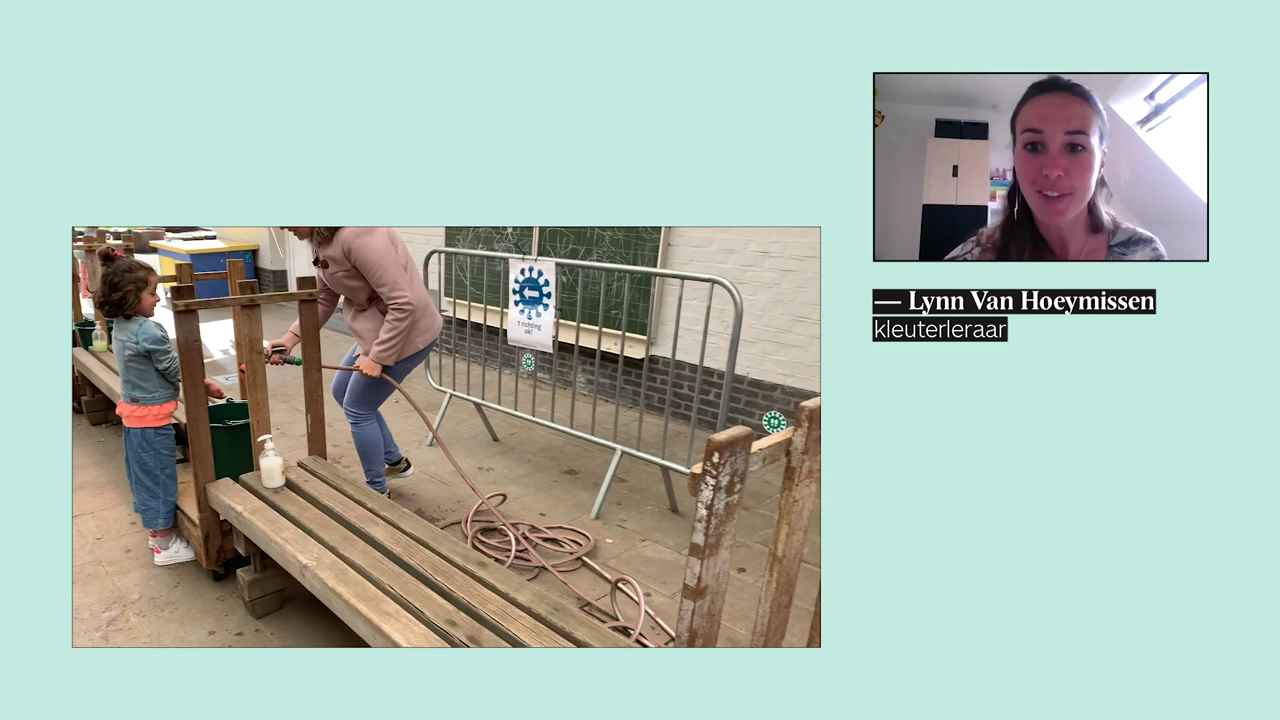 1 richting
ok!
— Lynn Van Hoeymissen
kleuterleraar